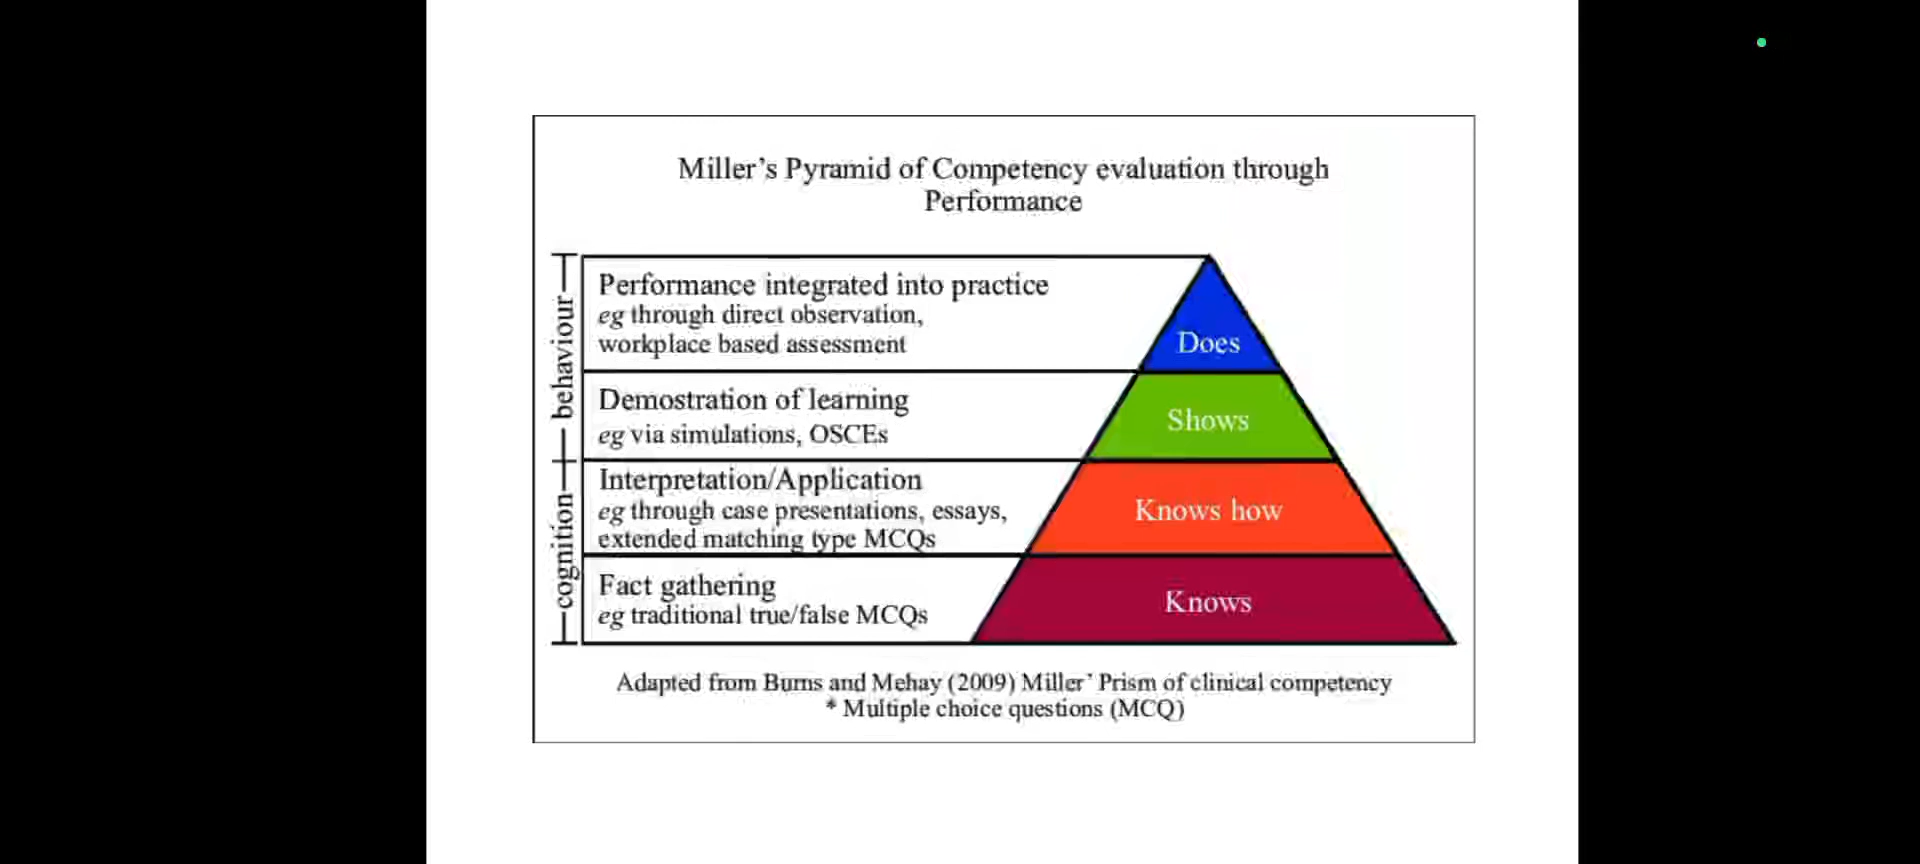 Miller's Pyramid of Competency evaluation through
Performance
behaviour
Performance integrated into practice
eg through direct observation,
workplace based assessment
Does
Demostration of learning
eg via simulations, OSCEs
Shows
cognition
Interpretation/Application
eg through case presentations, essays,
extended matching type MCQs
Knows how
Fact gathering
eg traditional true/false MCQs
Knows
Adapted from Burns and Mehay (2009) Miller' Prism of clinical competency
* Multiple choice questions (MCQ)